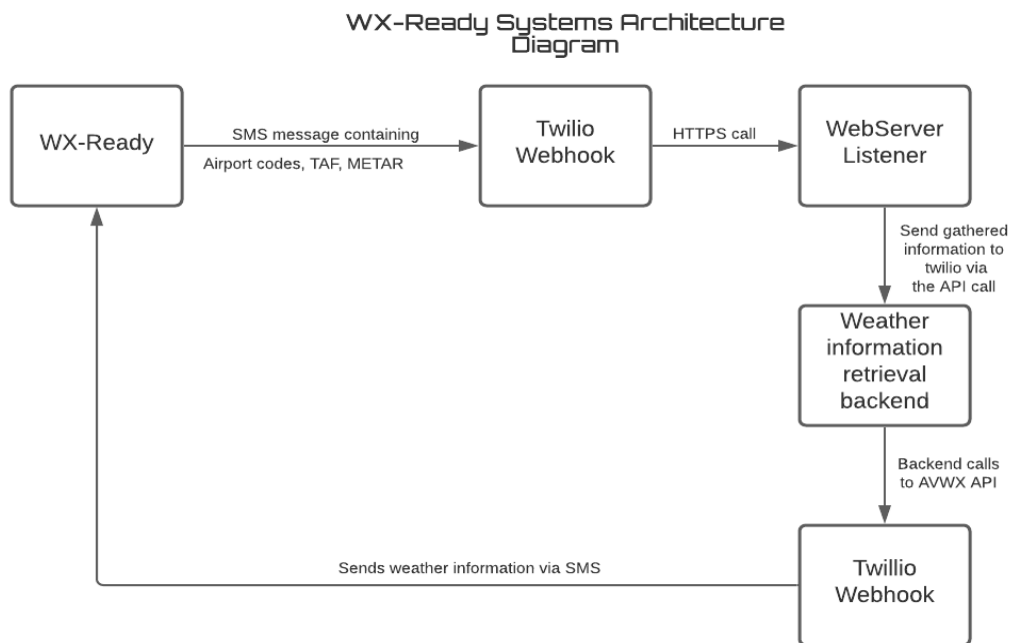 WX-Ready Systems Architecture
Diagram
WX-Ready
SMS message containing
Airport codes, TAF, METAR
Twilio
Webhook
HTTPS call
WebServer
Listener
Send gathered
information to
twilio via
the API call
Weather
information
retrieval
backend
Backend calls
to AVWX API
Twillio
Webhook
Sends weather information via SMS